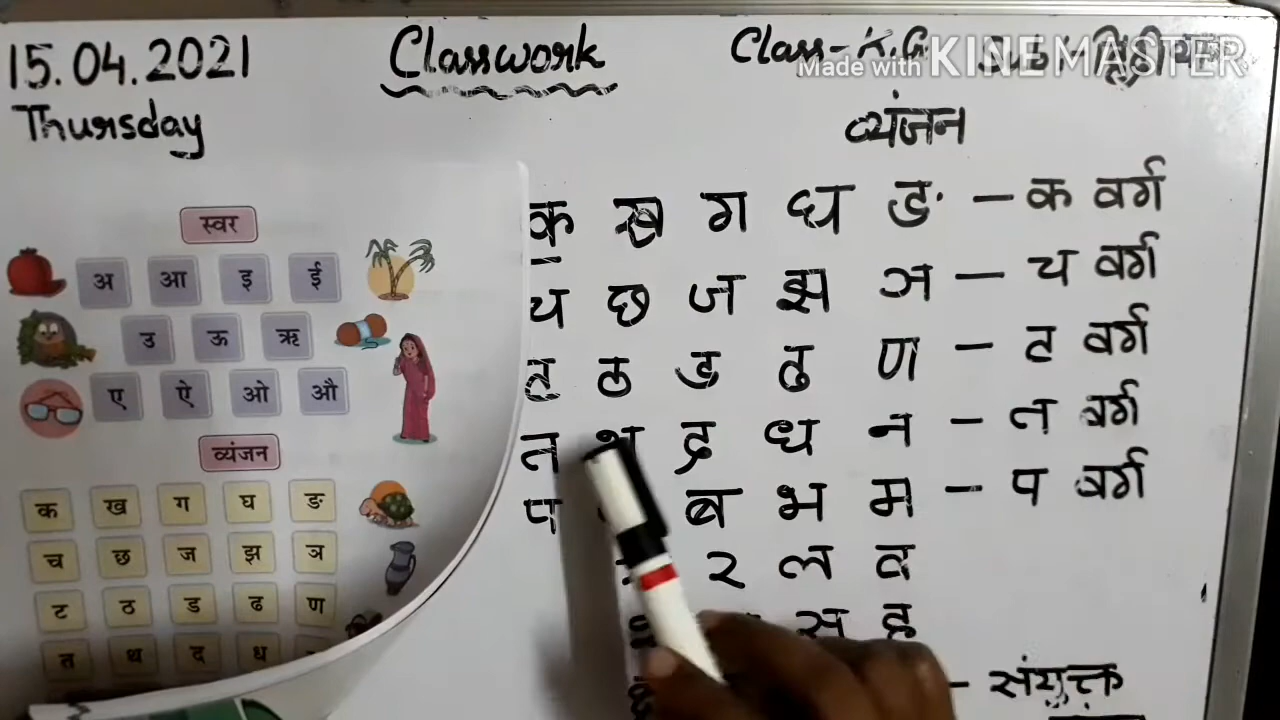 15.04.2021 Classwork Class-K.G
Made with KINEMASTER
Thursday
व्यंजन
क ख ग घ ङ - क वर्ग
च छ ज झ ञ - च वर्ग
ट ठ ड ढ ण - ट वर्ग
त थ द ध न - त वर्ग
प ब भ म - प वर्ग
र ल व
स ह
- संयुक्त
स्वर
अ आ इ ई
उ ऊ ऋ
ए ऐ ओ औ
व्यंजन
क ख ग घ ङ
च छ ज झ ञ
ट ठ ड ढ ण
त थ द ध